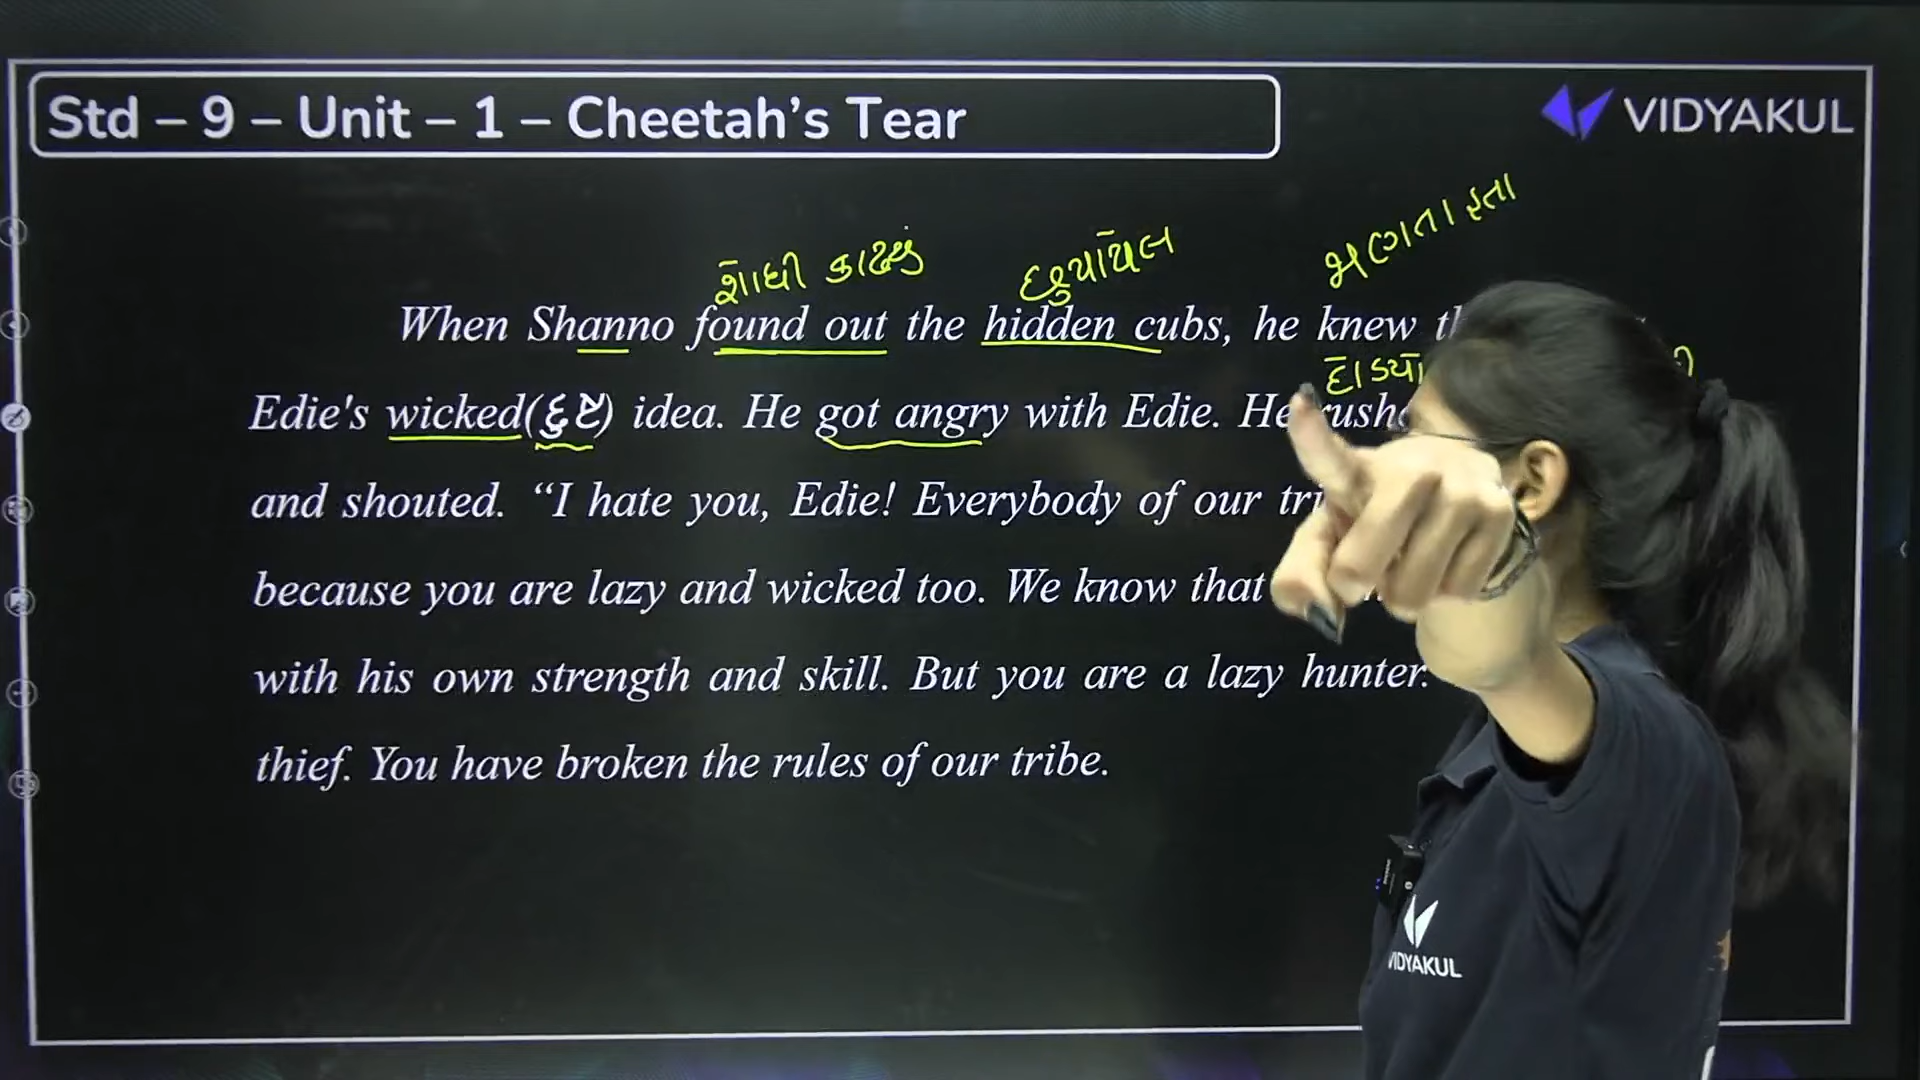 Std – 9 – Unit – 1 – Cheetah’s Tear
VIDYAKUL
શોધી કાઢ્યું
છુપાયેલ
જાણતા હતા
When Shanno found out the hidden cubs, he knew
દોડ્યો
Edie's wicked(દુષ્ટ) idea. He got angry with Edie. He
and shouted. “I hate you, Edie! Everybody of our
because you are lazy and wicked too. We know that
with his own strength and skill. But you are a lazy hunter.
thief. You have broken the rules of our tribe.
VIDYAKUL